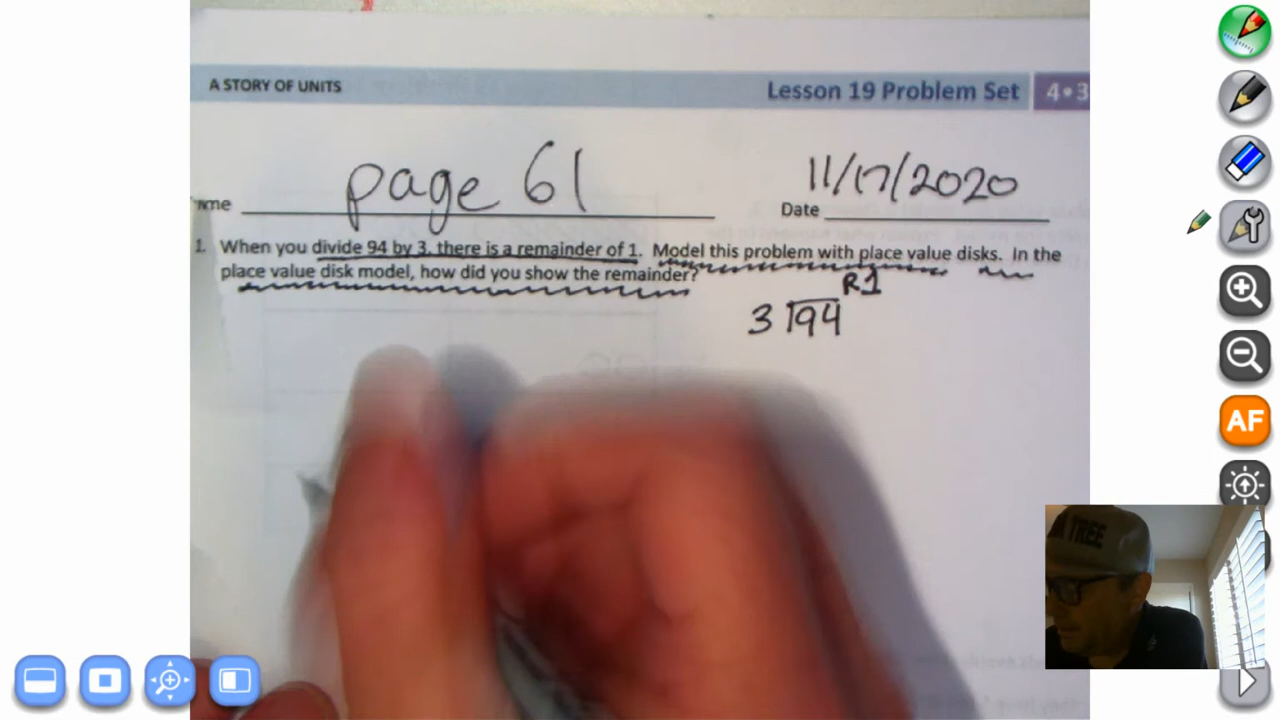 A STORY OF UNITS
Lesson 19 Problem Set 4•3
page 61
11/17/2020
Date
1. When you divide 94 by 3, there is a remainder of 1. Model this problem with place value disks. In the
place value disk model, how did you show the remainder?
R1
3 94
AF
TREE